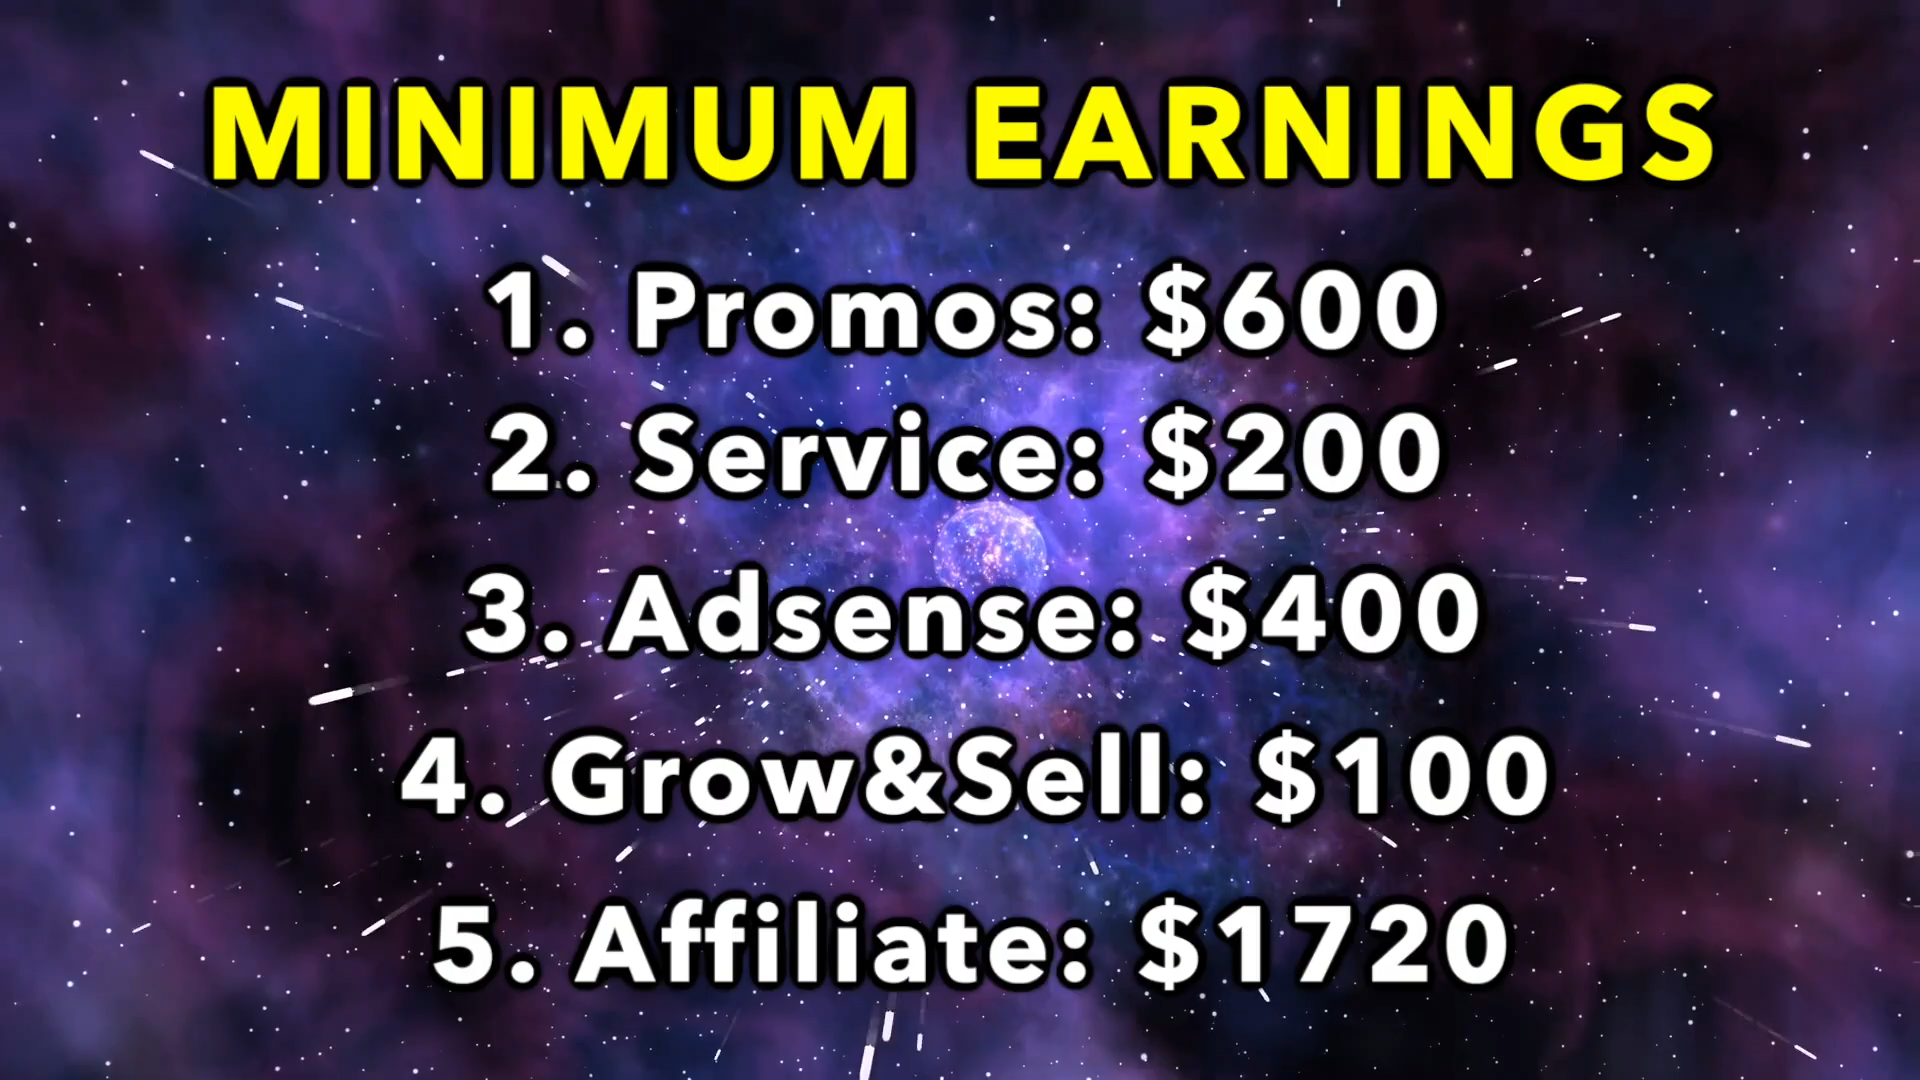 MINIMUM EARNINGS
1. Promos: $600
2. Service: $200
3. Adsense: $400
4. Grow&Sell: $100
5. Affiliate: $1720